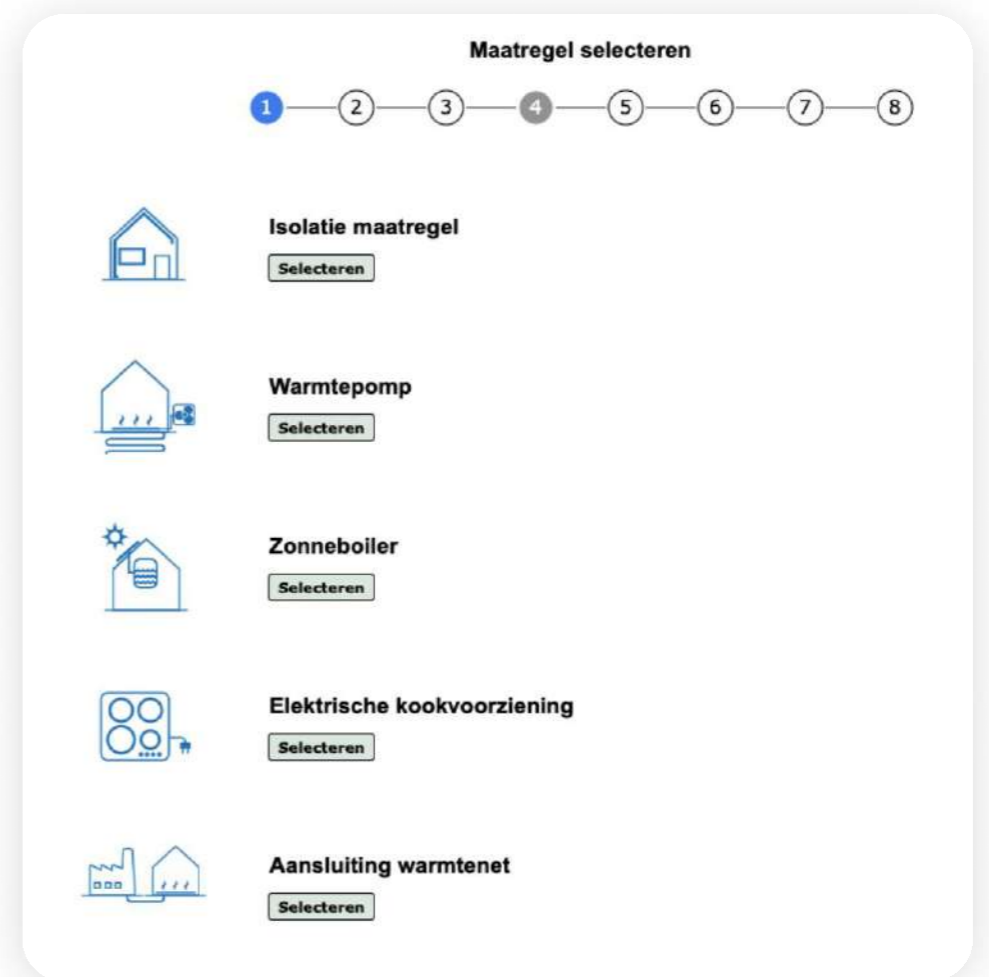 Maatregel selecteren
1 2 3 4 5 6 7 8
Isolatie maatregel
Selecteren
Warmtepomp
Selecteren
Zonneboiler
Selecteren
Elektrische kookvoorziening
Selecteren
Aansluiting warmtenet
Selecteren